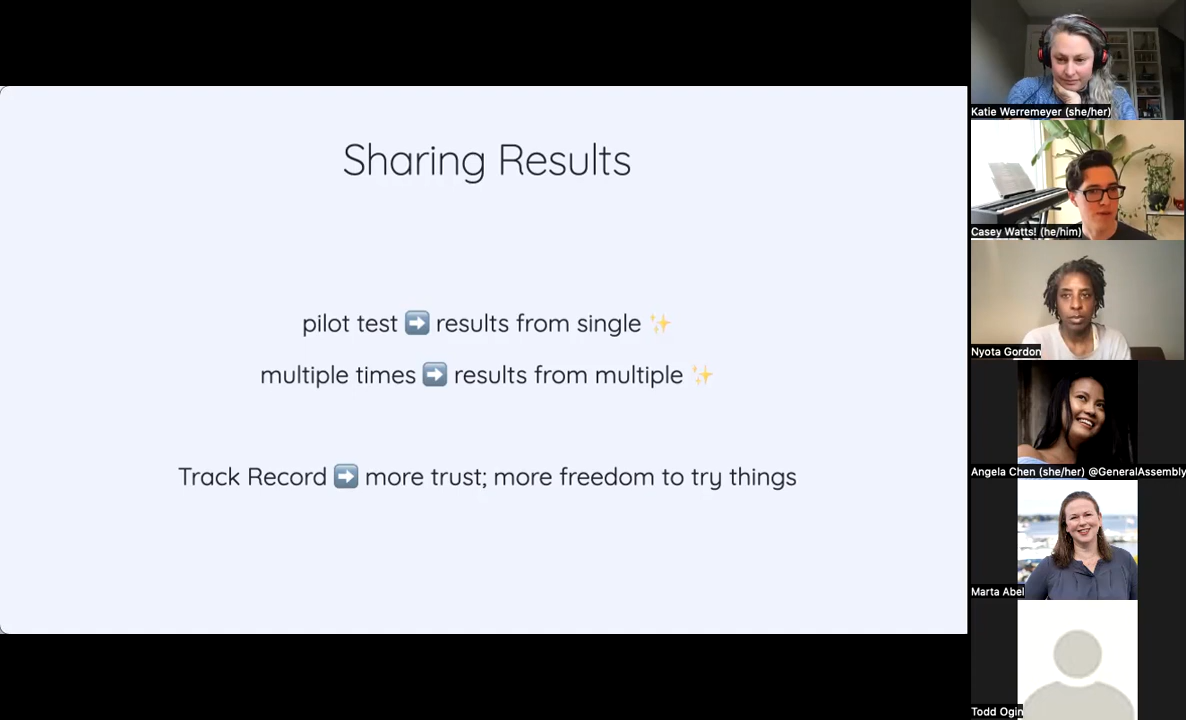 Sharing Results
pilot test ➡️ results from single ✨
multiple times ➡️ results from multiple ✨
Track Record ➡️ more trust; more freedom to try things
Katie Werremeyer (she/her)
Casey Watts! (he/him)
Nyota Gordon
Angela Chen (she/her) @GeneralAssembly
Marta Abel
Todd Ogin